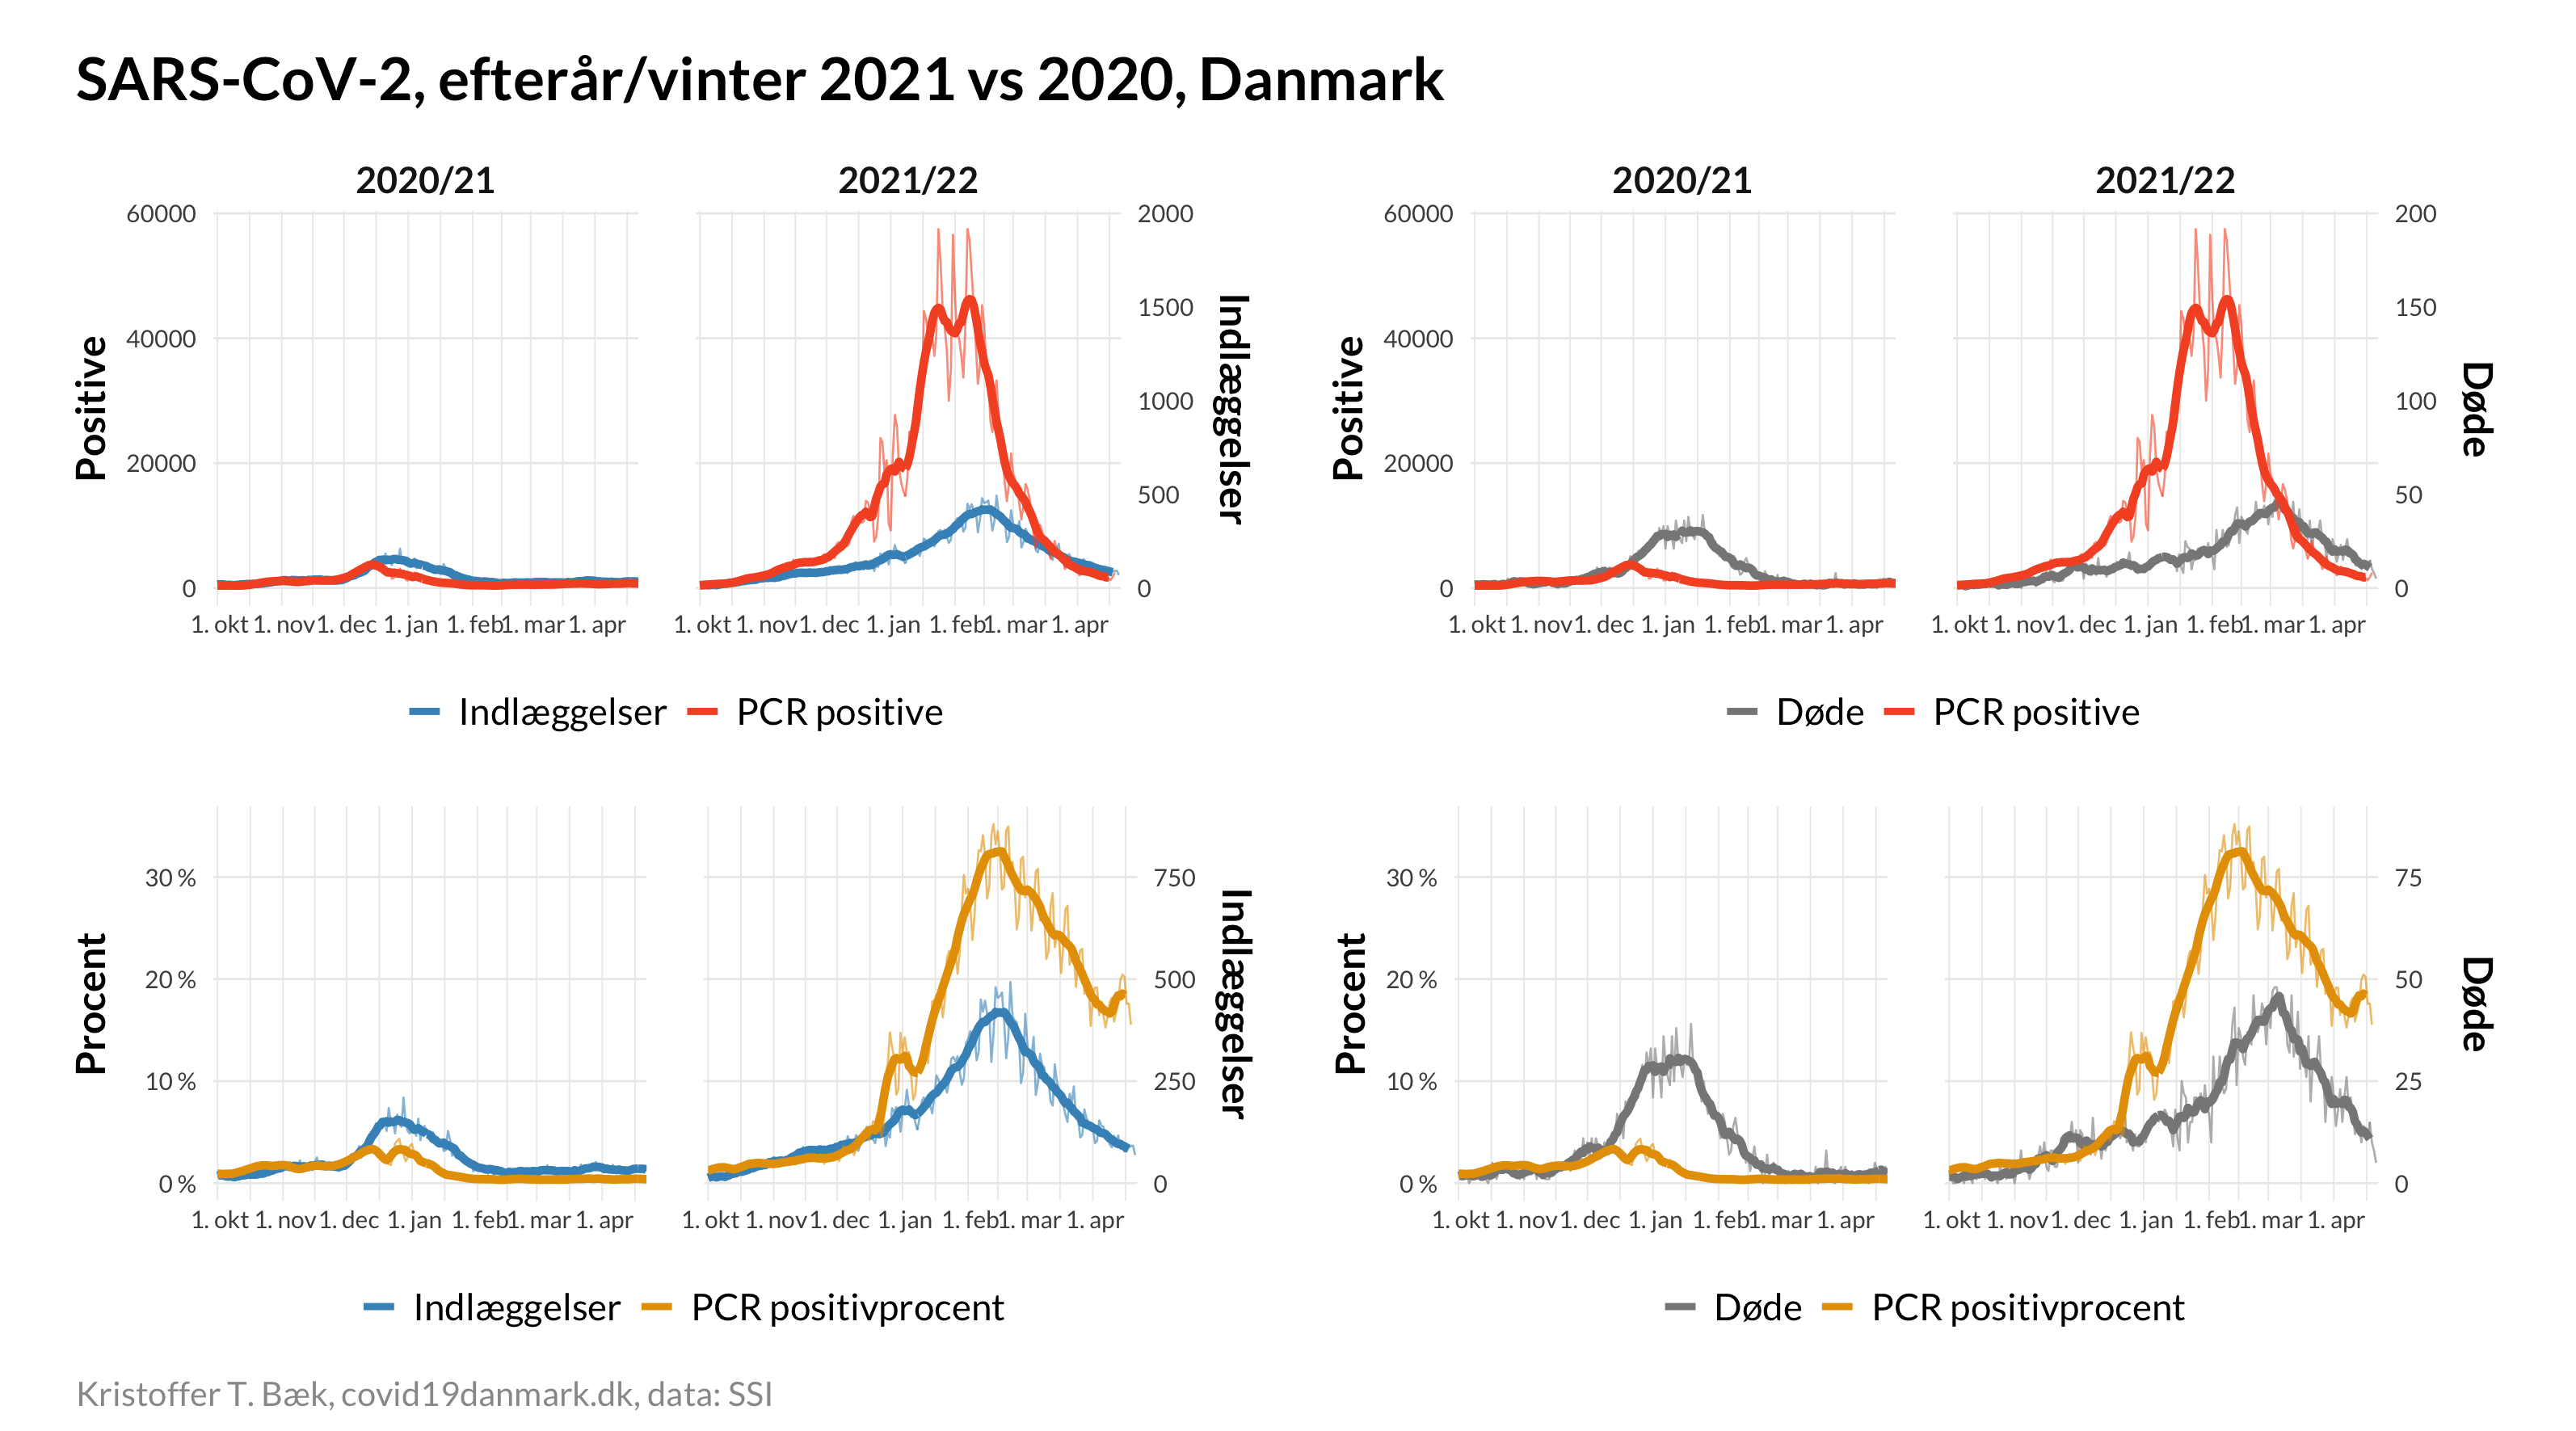 SARS-CoV-2, efterår/vinter 2021 vs 2020, Danmark
2020/21
2021/22
60000
40000
20000
0
Positive
2000
1500
1000
500
0
Indlæggelser
1. okt 1. nov 1. dec 1. jan 1. feb 1. mar 1. apr
1. okt 1. nov 1. dec 1. jan 1. feb 1. mar 1. apr
Indlæggelser PCR positive
2020/21
2021/22
60000
40000
20000
0
Positive
200
150
100
50
0
Døde
1. okt 1. nov 1. dec 1. jan 1. feb 1. mar 1. apr
1. okt 1. nov 1. dec 1. jan 1. feb 1. mar 1. apr
Døde PCR positive
30 %
20 %
10 %
0 %
Procent
750
500
250
0
Indlæggelser
1. okt 1. nov 1. dec 1. jan 1. feb 1. mar 1. apr
1. okt 1. nov 1. dec 1. jan 1. feb 1. mar 1. apr
Indlæggelser PCR positivprocent
30 %
20 %
10 %
0 %
Procent
75
50
25
0
Døde
1. okt 1. nov 1. dec 1. jan 1. feb 1. mar 1. apr
1. okt 1. nov 1. dec 1. jan 1. feb 1. mar 1. apr
Døde PCR positivprocent
Kristoffer T. Bæk, covid19danmark.dk, data: SSI